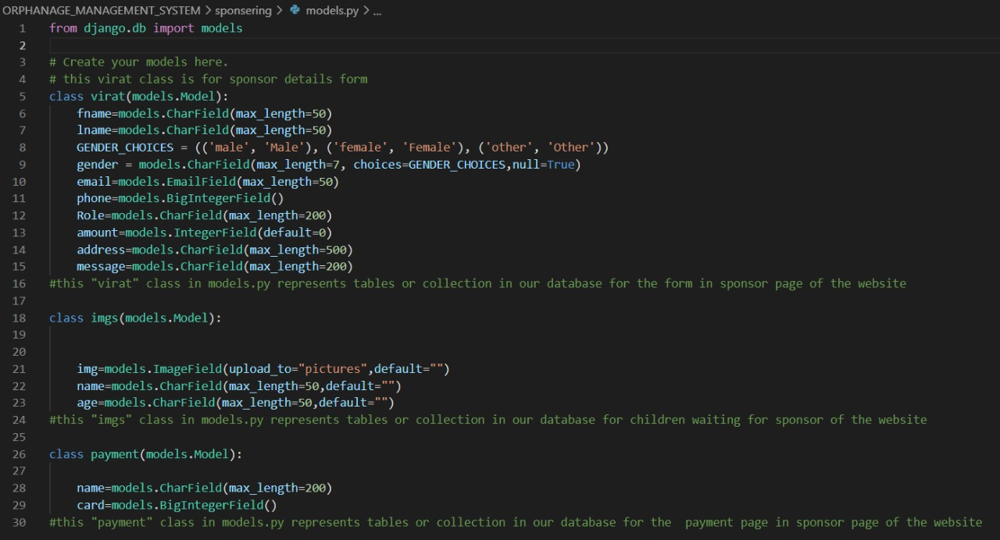 ORPHANAGE_MANAGEMENT_SYSTEM > sponsering > models.py > ...
1 from django.db import models
2
3 # Create your models here.
4 # this virat class is for sponsor details form
5 class virat(models.Model):
6     fname=models.CharField(max_length=50)
7     lname=models.CharField(max_length=50)
8     GENDER_CHOICES = (('male', 'Male'), ('female', 'Female'), ('other', 'Other'))
9     gender = models.CharField(max_length=7, choices=GENDER_CHOICES,null=True)
10     email=models.EmailField(max_length=50)
11     phone=models.BigIntegerField()
12     Role=models.CharField(max_length=200)
13     amount=models.IntegerField(default=0)
14     address=models.CharField(max_length=500)
15     message=models.CharField(max_length=200)
16 #this "virat" class in models.py represents tables or collection in our database for the form in sponsor page of the website
17
18 class imgs(models.Model):
19
20
21     img=models.ImageField(upload_to="pictures",default="")
22     name=models.CharField(max_length=50,default="")
23     age=models.CharField(max_length=50,default="")
24 #this "imgs" class in models.py represents tables or collection in our database for children waiting for sponsor of the website
25
26 class payment(models.Model):
27
28     name=models.CharField(max_length=200)
29     card=models.BigIntegerField()
30 #this "payment" class in models.py represents tables or collection in our database for the  payment page in sponsor page of the website